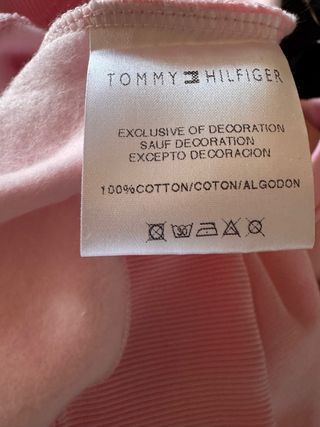 TOMMY HILFIGER
EXCLUSIVE OF DECORATION
SAUF DECORATION
EXCEPTO DECORACION
100%COTTON/COTON/ALGODON